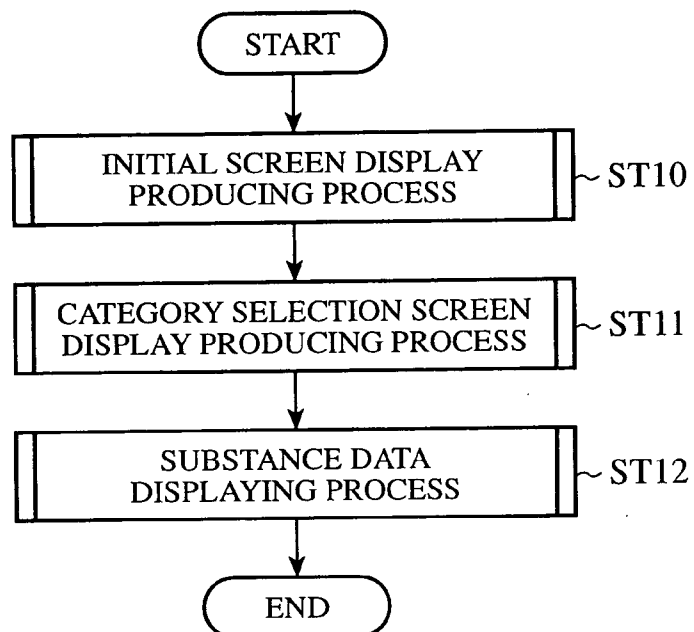 START
INITIAL SCREEN DISPLAY
PRODUCING PROCESS
ST10
CATEGORY SELECTION SCREEN
DISPLAY PRODUCING PROCESS
ST11
SUBSTANCE DATA
DISPLAYING PROCESS
ST12
END